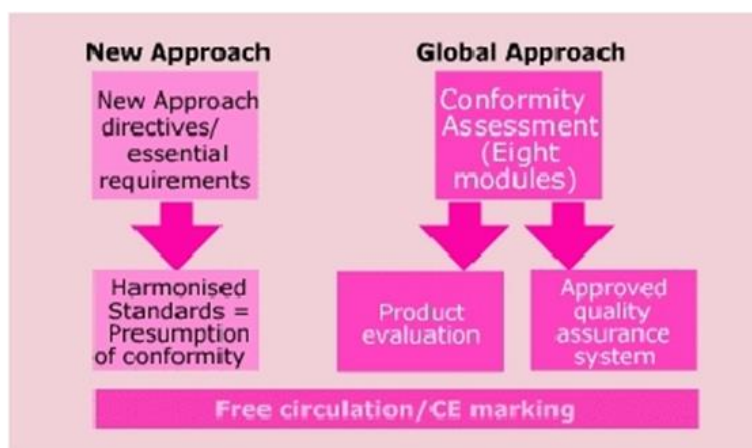 New Approach
Global Approach
New Approach
directives/
essential
requirements
Conformity
Assessment
(Eight
modules)
Harmonised
Standards =
Presumption
of conformity
Product
evaluation
Approved
quality
assurance
system
Free circulation/CE marking